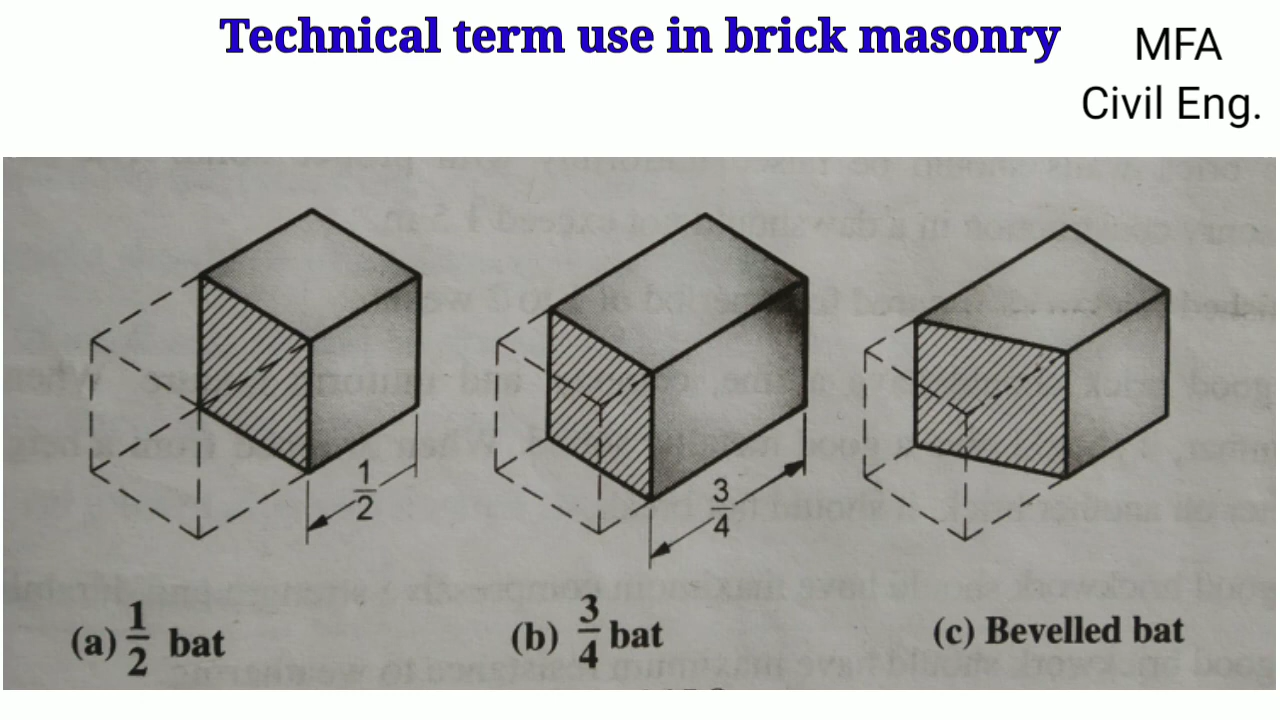 Technical term use in brick masonry
MFA
Civil Eng.
1/2
3/4
(a) 1/2 bat
(b) 3/4 bat
(c) Bevelled bat